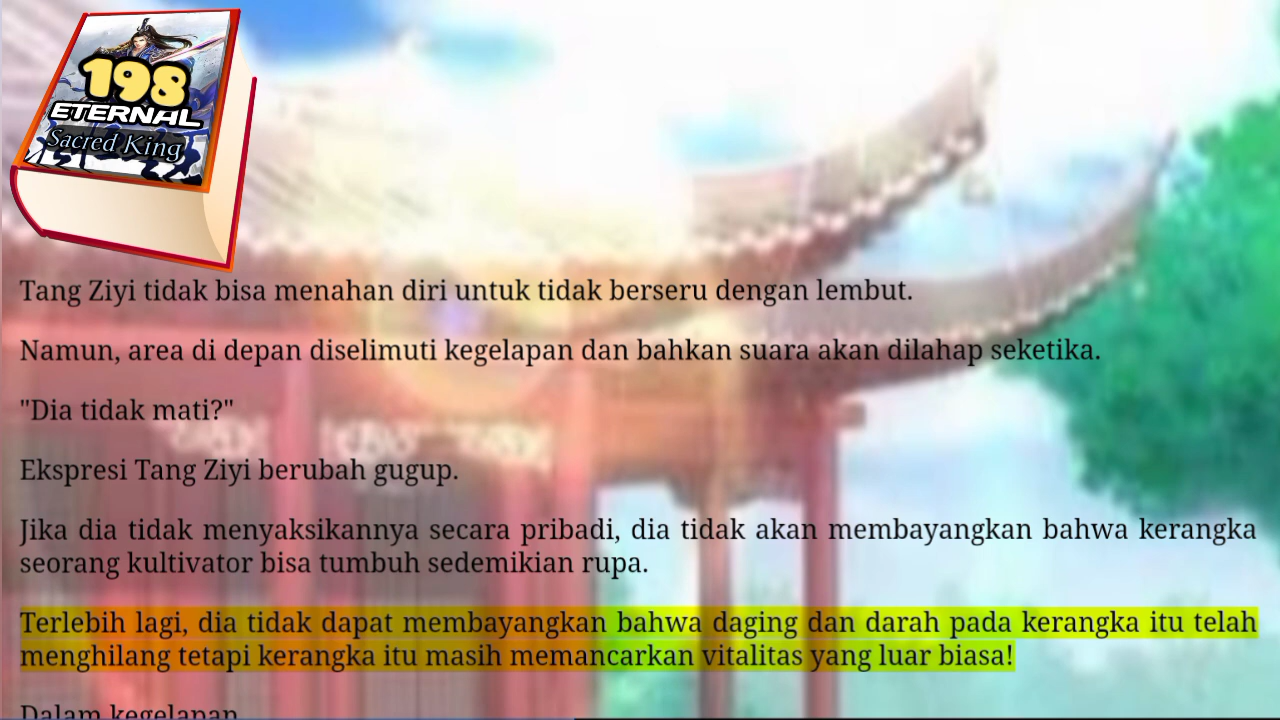 198
ETERNAL
Sacred King
Tang Ziyi tidak bisa menahan diri untuk tidak berseru dengan lembut.
Namun, area di depan diselimuti kegelapan dan bahkan suara akan dilahap seketika.
"Dia tidak mati?"
Ekspresi Tang Ziyi berubah gugup.
Jika dia tidak menyaksikannya secara pribadi, dia tidak akan membayangkan bahwa kerangka
seorang kultivator bisa tumbuh sedemikian rupa.
Terlebih lagi, dia tidak dapat membayangkan bahwa daging dan darah pada kerangka itu telah
menghilang tetapi kerangka itu masih memancarkan vitalitas yang luar biasa!
Dalam kegelapan